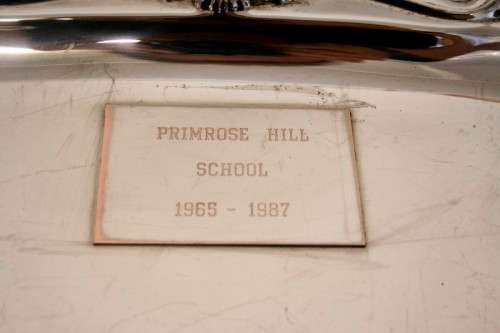 PRIMROSE HILL
SCHOOL
1965 - 1987